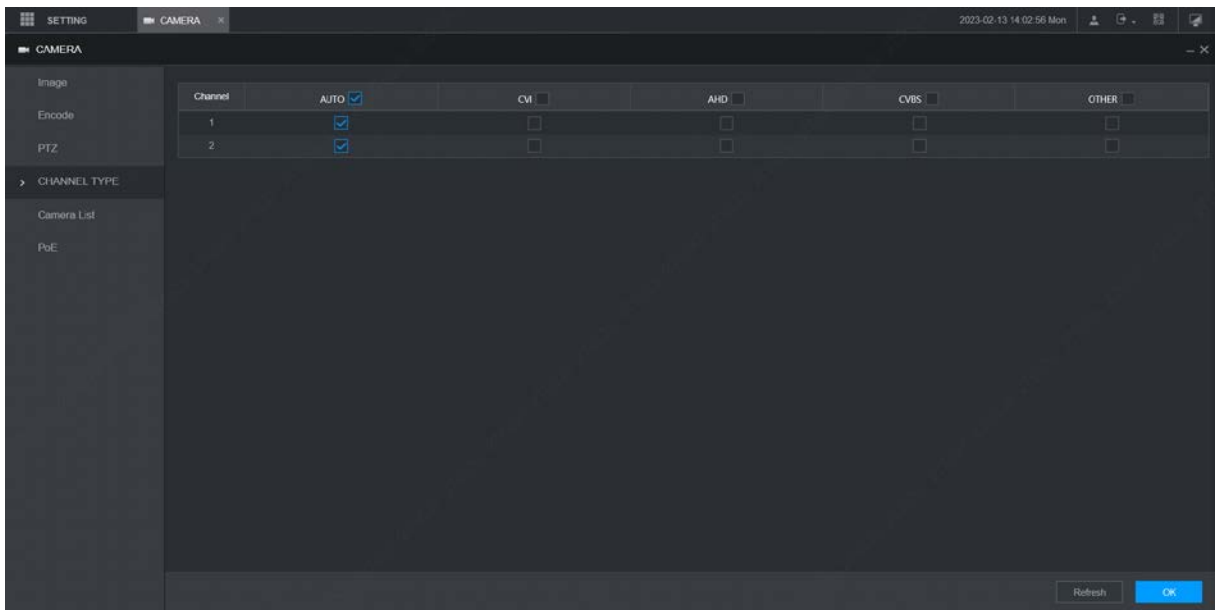 SETTING CAMERA × 2023-02-13 14:02:56 Mon
CAMERA
Image
Encode
PTZ
CHANNEL TYPE
Camera List
PoE
Channel AUTO CVI AHD CVBS OTHER
1
2
Refresh OK